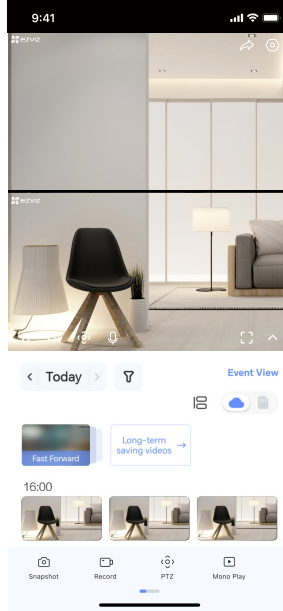 9:41
EZVIZ
EZVIZ
Today
Event View
Fast Forward
Long-term
saving videos
16:00
Snapshot
Record
PTZ
Mono Play